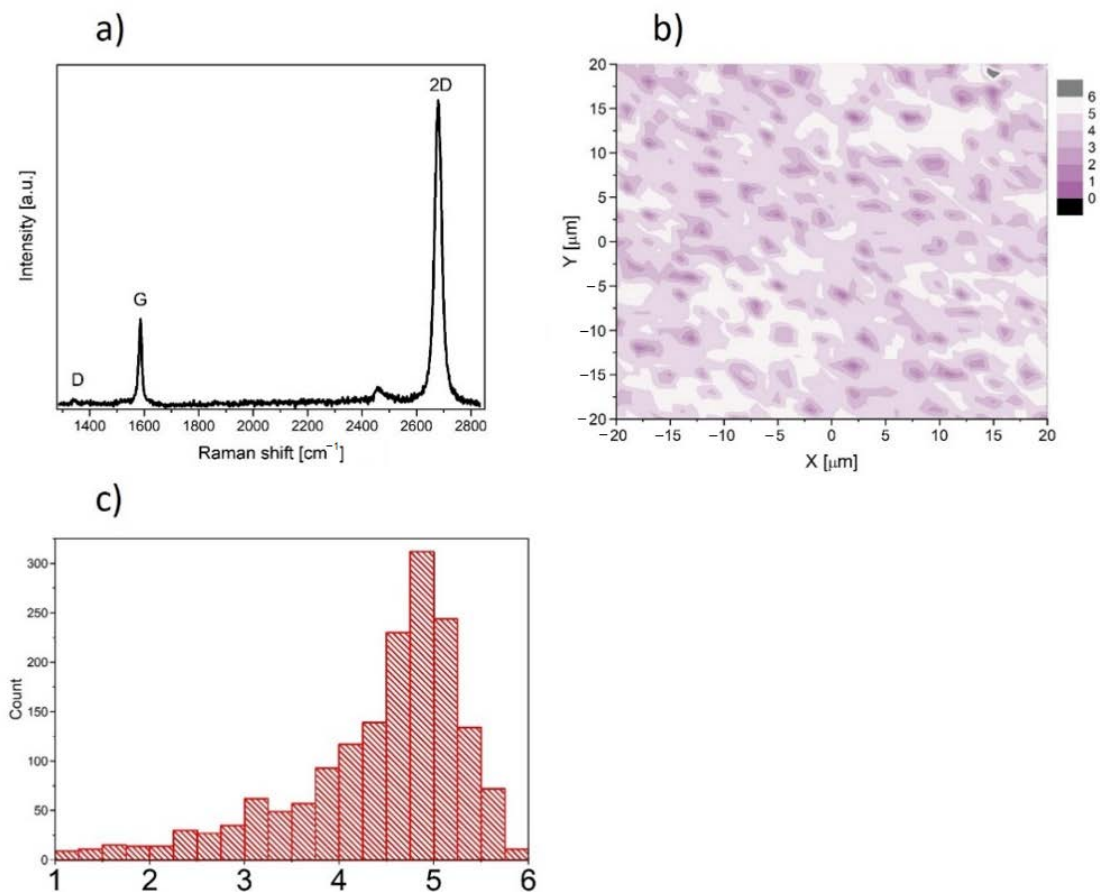 a)
D
G
2D
Intensity [a.u.]
1400 1600 1800 2000 2200 2400 2600 2800
Raman shift [cm⁻¹]
b)
20
15
10
5
0
−5
−10
−15
−20
Y [μm]
−20 −15 −10 −5 0 5 10 15 20
X [μm]
6
5
4
3
2
1
0
c)
300
250
200
150
100
50
0
Count
1 2 3 4 5 6